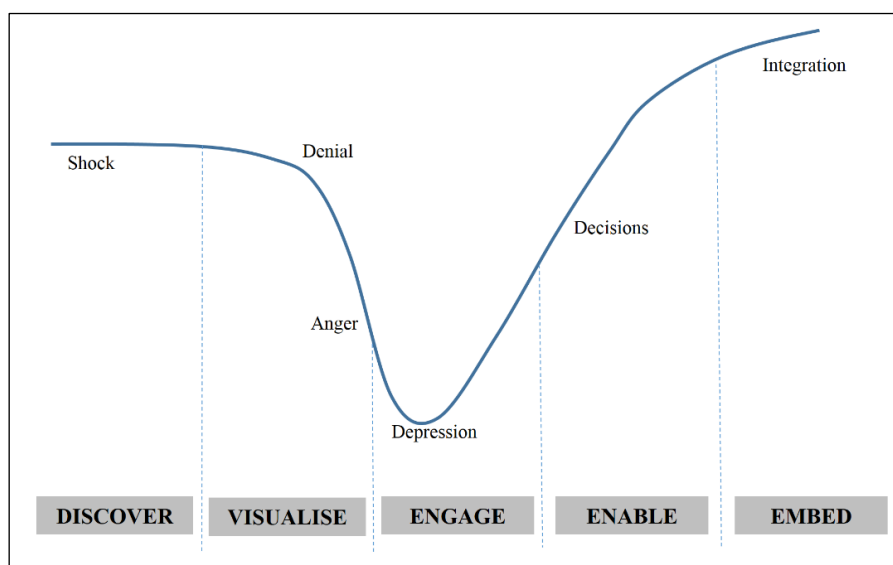 Integration
Denial
Shock
Decisions
Anger
Depression
DISCOVER
VISUALISE
ENGAGE
ENABLE
EMBED